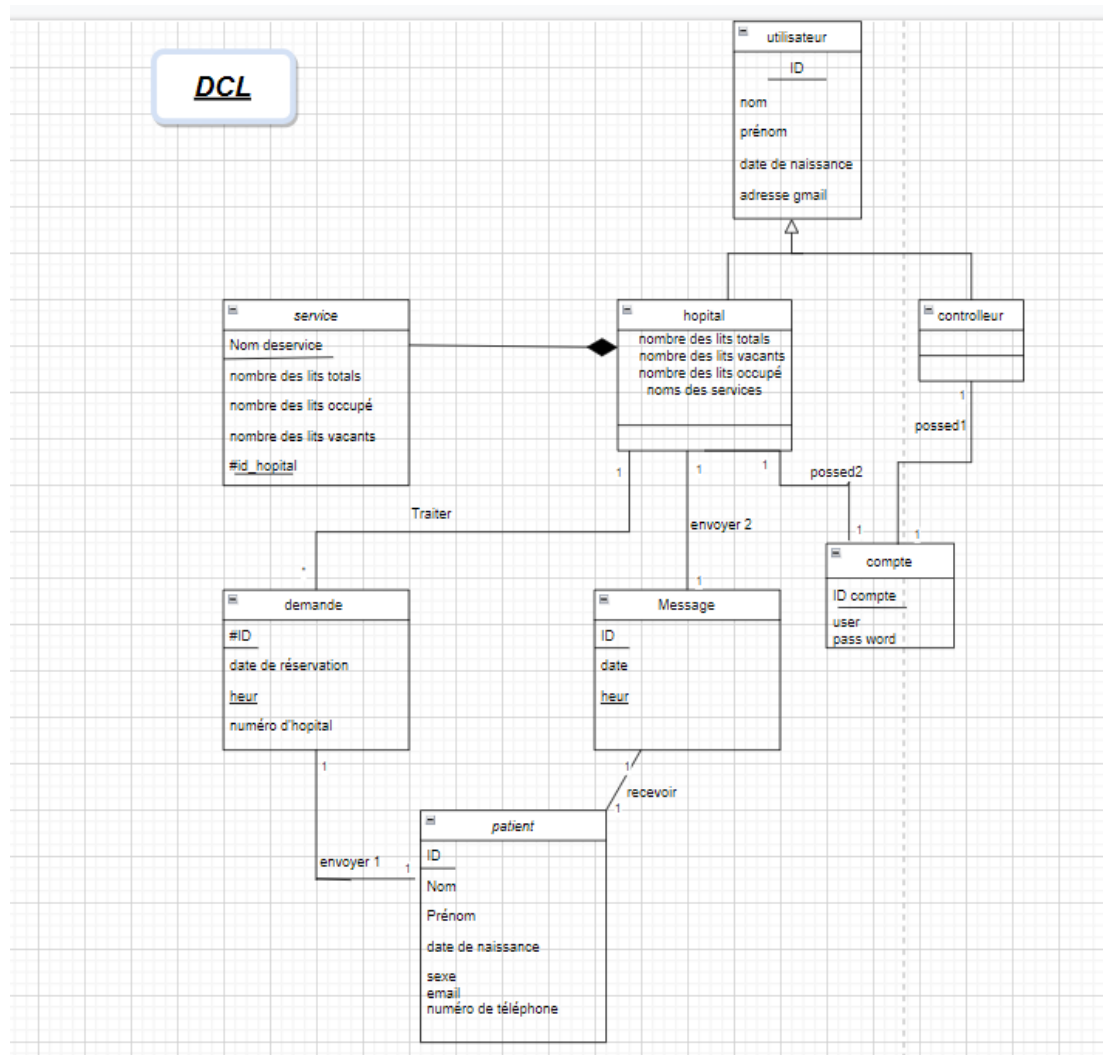 DCL
utilisateur
ID
nom
prénom
date de naissance
adresse gmail
service
Nom deservice
nombre des lits totals
nombre des lits occupé
nombre des lits vacants
#id_hopital
hopital
nombre des lits totals
nombre des lits vacants
nombre des lits occupé
noms des services
controlleur
1
possed1
1
1
1
possed2
1
1
Traiter
envoyer 2
*
1
demande
#ID
date de réservation
heur
numéro d'hopital
Message
ID
date
heur
compte
ID compte
user
pass word
1
1
recevoir
1
envoyer 1
1
patient
ID
Nom
Prénom
date de naissance
sexe
email
numéro de téléphone